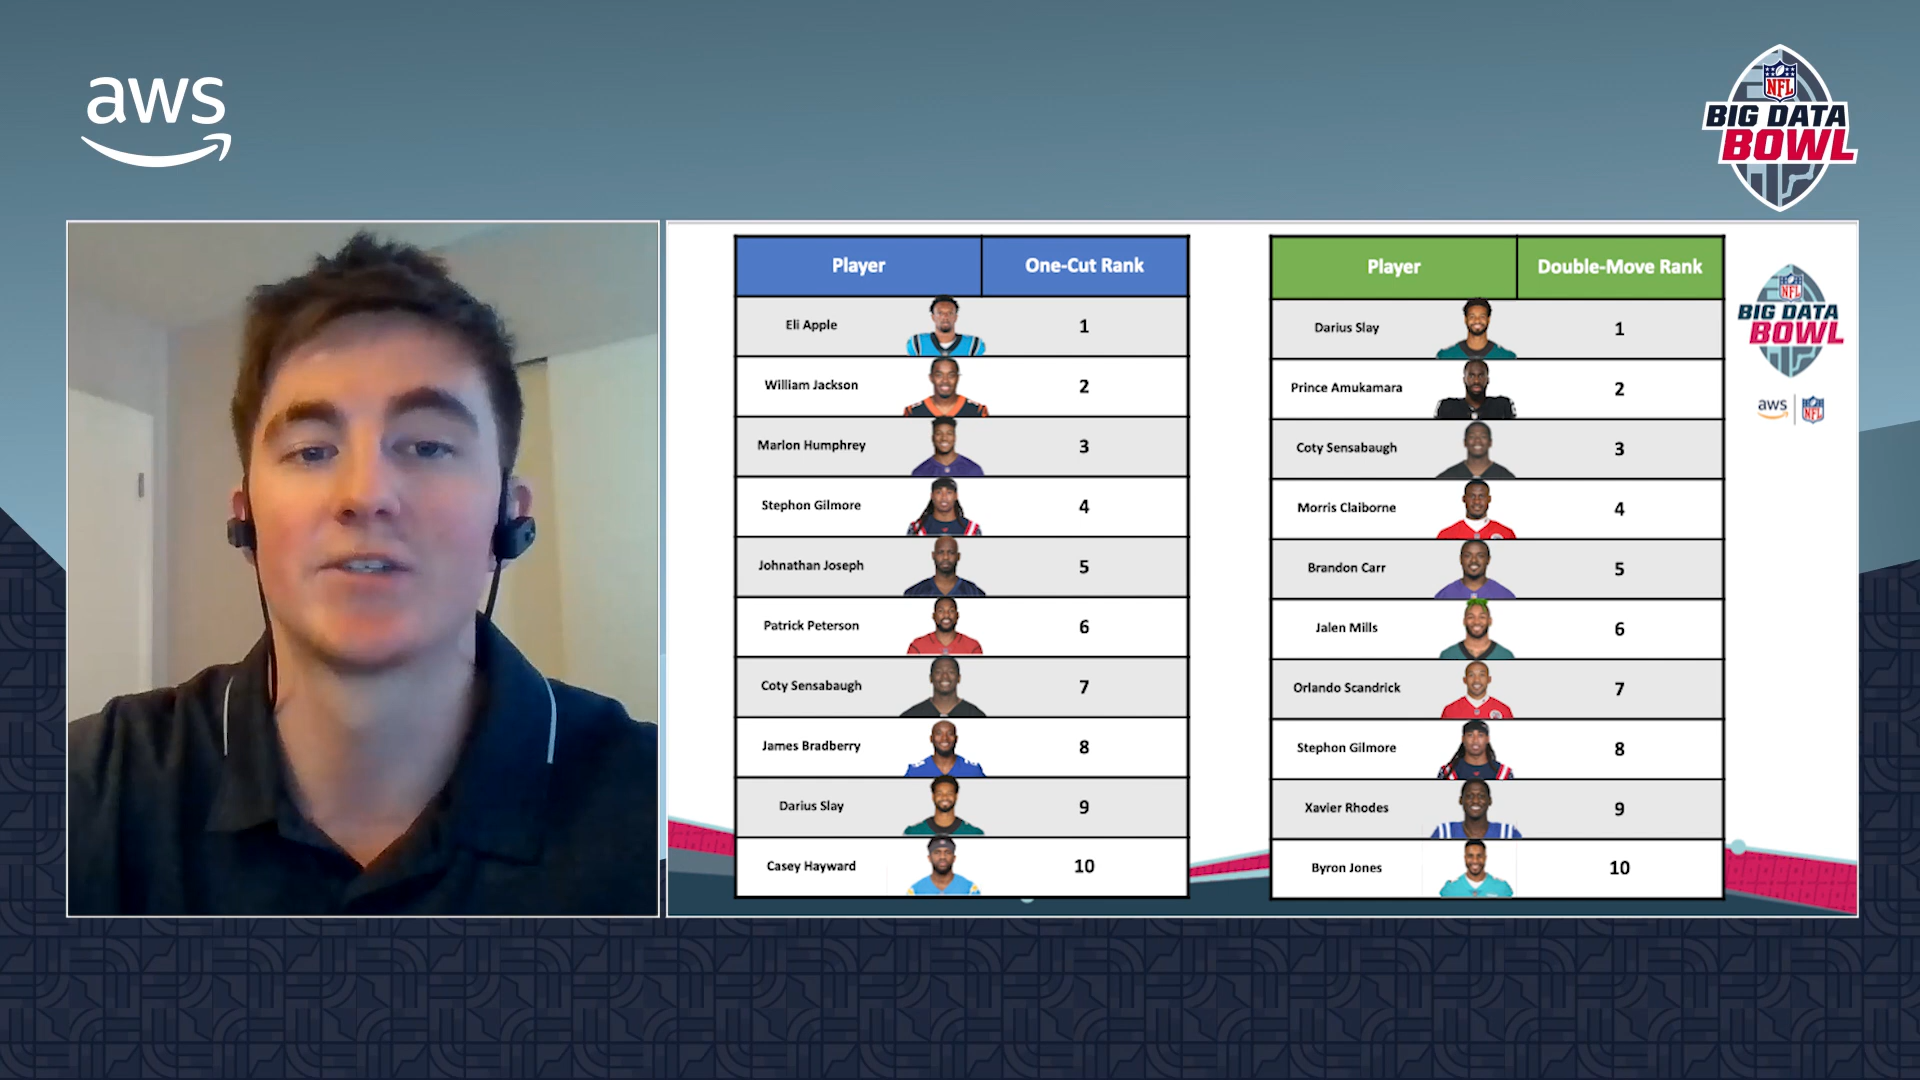 aws
NFL
BIG DATA
BOWL
Player One-Cut Rank
Eli Apple 1
William Jackson 2
Marlon Humphrey 3
Stephon Gilmore 4
Johnathan Joseph 5
Patrick Peterson 6
Coty Sensabaugh 7
James Bradberry 8
Darius Slay 9
Casey Hayward 10
Player Double-Move Rank
Darius Slay 1
Prince Amukamara 2
Coty Sensabaugh 3
Morris Claiborne 4
Brandon Carr 5
Jalen Mills 6
Orlando Scandrick 7
Stephon Gilmore 8
Xavier Rhodes 9
Byron Jones 10
NFL
BIG DATA
BOWL
aws NFL